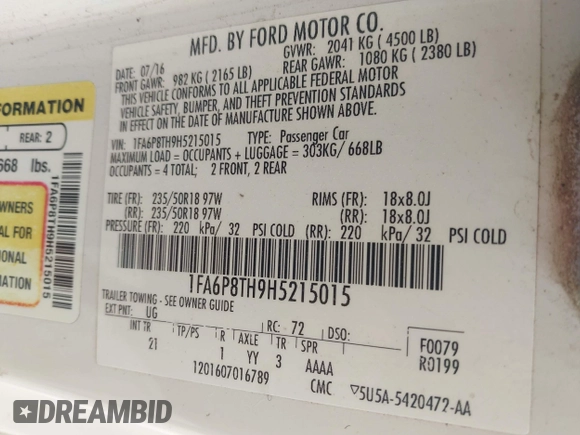 MFD. BY FORD MOTOR CO.
DATE: 07/16 GVWR: 2041 KG ( 4500 LB)
FRONT GAWR: 982 KG ( 2165 LB) REAR GAWR: 1080 KG ( 2380 LB)
THIS VEHICLE CONFORMS TO ALL APPLICABLE FEDERAL MOTOR
VEHICLE SAFETY, BUMPER, AND THEFT PREVENTION STANDARDS
IN EFFECT ON THE DATE OF MANUFACTURE SHOWN ABOVE.
VIN: 1FA6P8TH9H5215015 TYPE: Passenger Car
MAXIMUM LOAD = OCCUPANTS + LUGGAGE = 303KG/ 668LB
OCCUPANTS = 4 TOTAL; 2 FRONT, 2 REAR
TIRE (FR): 235/50R18 97W RIMS (FR): 18x8.0J
(RR): 235/50R18 97W (RR): 18x8.0J
PRESSURE (FR): 220 kPa/ 32 PSI COLD (RR): 220 kPa/ 32 PSI COLD
1FA6P8TH9H5215015
TRAILER TOWING - SEE OWNER GUIDE
EXT PNT: UG RC: 72 DSO:
INT TR TP/PS R AXLE TR SPR
21 1 YY 3 AAAA
1201607016789 CMC
F0079
R0199
▽5U5A-5420472-AA
FORMATION
REAR: 2
668 lbs.
1FA6P8TH9H5215015
OWNERS
AL FOR
IONAL
MATION
DREAMBID